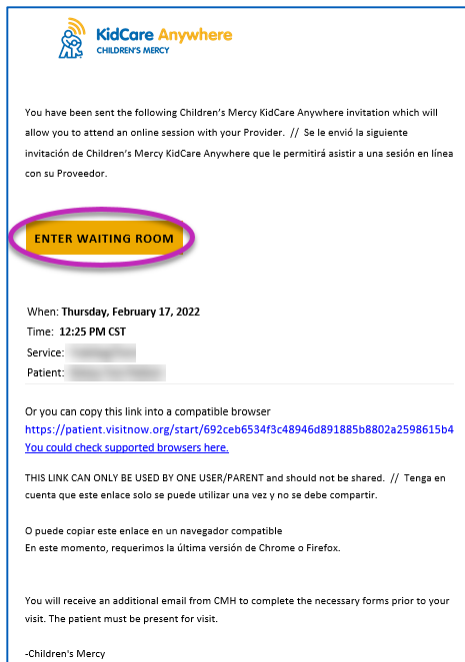 KidCare Anywhere
CHILDREN'S MERCY
You have been sent the following Children's Mercy KidCare Anywhere invitation which will
allow you to attend an online session with your Provider. // Se le envió la siguiente
invitación de Children's Mercy KidCare Anywhere que le permitirá asistir a una sesión en línea
con su Proveedor.
ENTER WAITING ROOM
When: Thursday, February 17, 2022
Time: 12:25 PM CST
Service:
Patient:
Or you can copy this link into a compatible browser
https://patient.visitnow.org/start/692ceb6534f3c48946d891885b8802a2598615b4
You could check supported browsers here.
THIS LINK CAN ONLY BE USED BY ONE USER/PARENT and should not be shared. // Tenga en
cuenta que este enlace solo se puede utilizar una vez y no se debe compartir.
O puede copiar este enlace en un navegador compatible
En este momento, requerimos la última versión de Chrome o Firefox.
You will receive an additional email from CMH to complete the necessary forms prior to your
visit. The patient must be present for visit.
-Children's Mercy